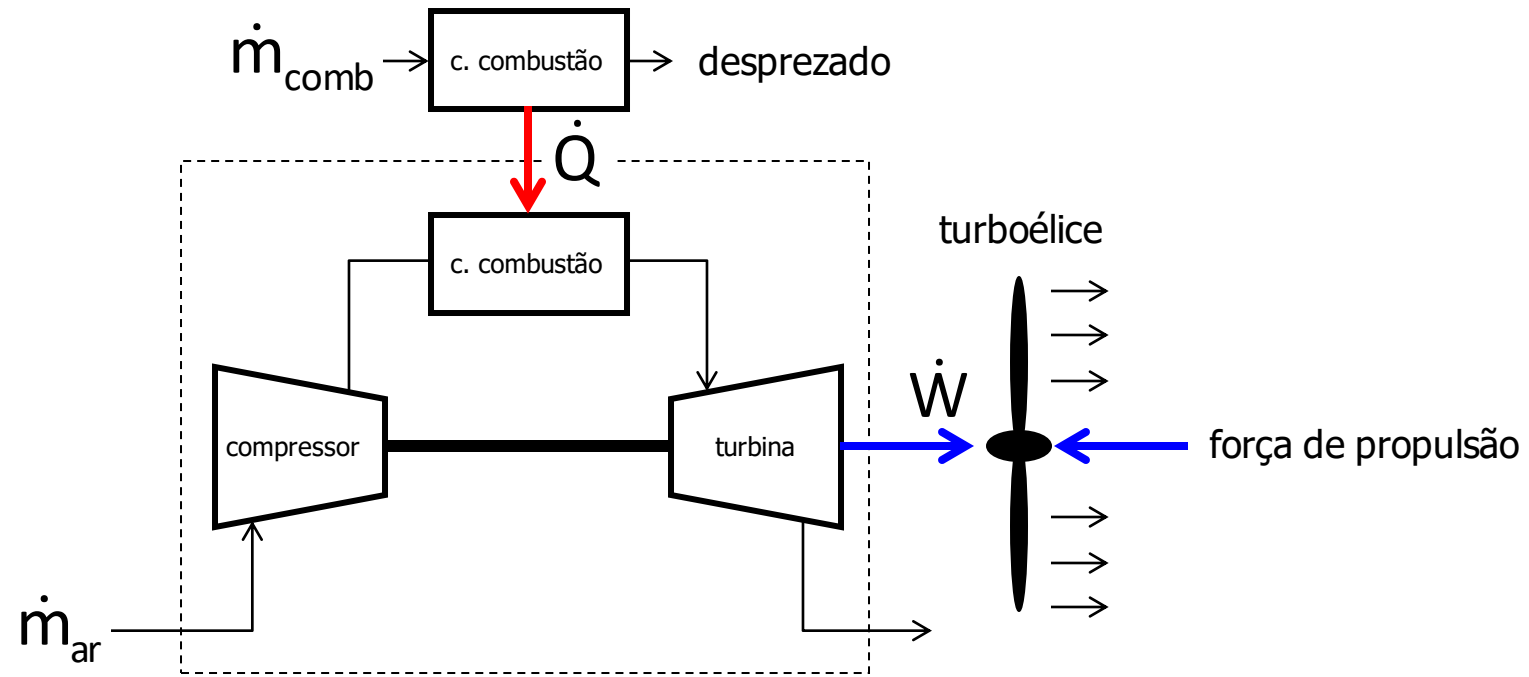 ṁcomb
c. combustão
desprezado
Q̇
c. combustão
turboélice
Ẇ
compressor
turbina
força de propulsão
ṁar